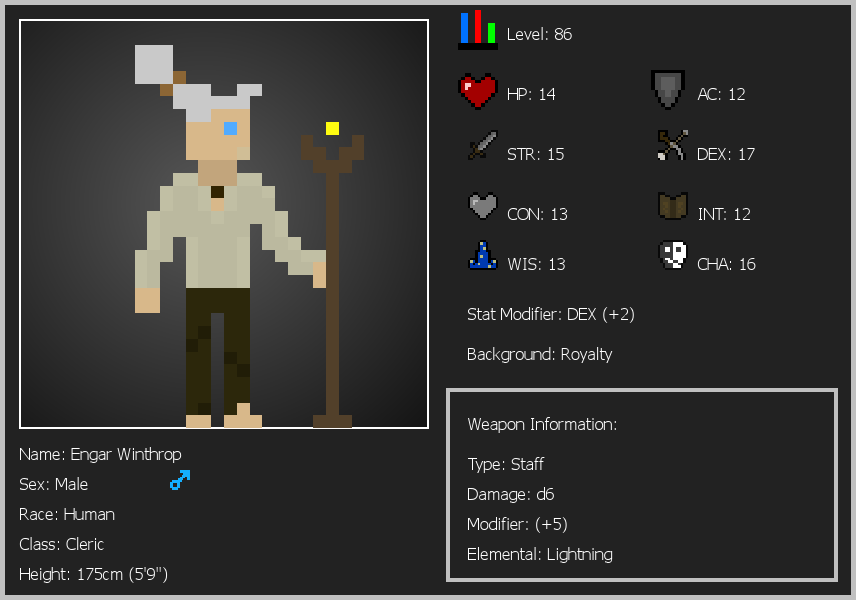 Level: 86
HP: 14
AC: 12
STR: 15
DEX: 17
CON: 13
INT: 12
WIS: 13
CHA: 16
Stat Modifier: DEX (+2)
Background: Royalty
Weapon Information:
Type: Staff
Damage: d6
Modifier: (+5)
Elemental: Lightning
Name: Engar Winthrop
Sex: Male
Race: Human
Class: Cleric
Height: 175cm (5'9")